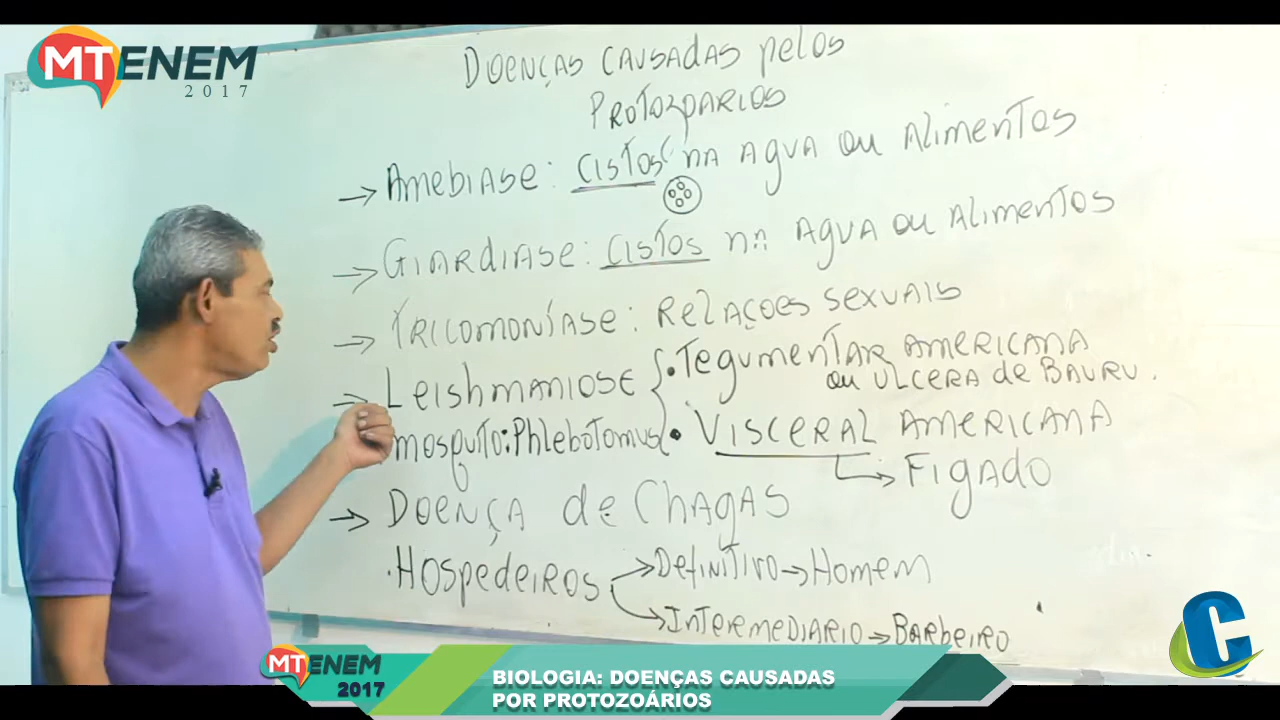 MTENEM
2017
DOENÇAS CAUSADAS pelos
PROTOZOARIOS
→ AMEBIASE: CISTOS NA AGUA OU ALIMENTOS
→ GIARDIASE: CISTOS NA AGUA OU ALIMENTOS
→ TRICOMONÍASE: RELAÇOES SEXUAIS
→ Leishmaniose { • Tegumentar AMERICANA
OU ULCERA de BAURU.
mosquito: Phlebotomus • VISCERAL AMERICANA
→ FIGADO
→ DOENÇA de Chagas
• Hospedeiros → Definitivo → Homem
→ INTERMEDIARIO → BARBEIRO
MTENEM
2017
BIOLOGIA: DOENÇAS CAUSADAS
POR PROTOZOÁRIOS
C